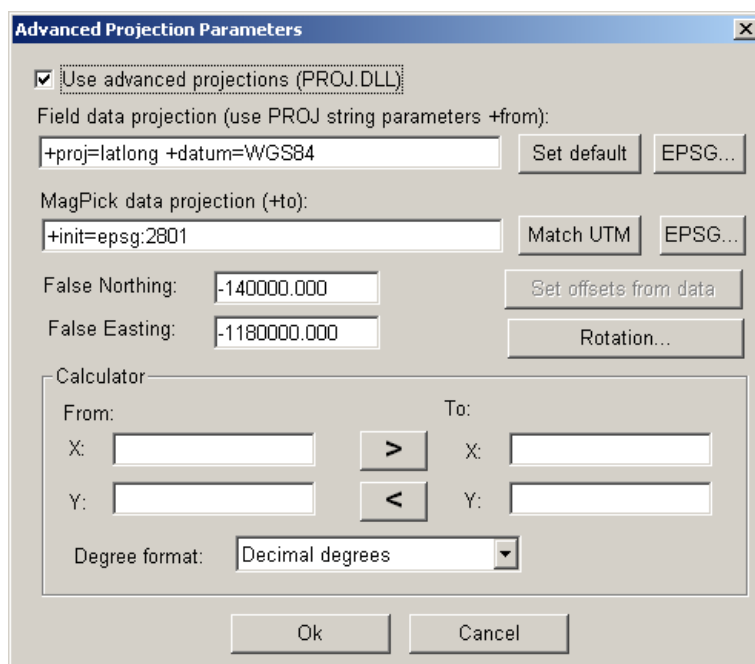 Advanced Projection Parameters
Use advanced projections (PROJ.DLL)
Field data projection (use PROJ string parameters +from):
+proj=latlong +datum=WGS84
Set default
EPSG...
MagPick data projection (+to):
+init=epsg:2801
Match UTM
EPSG...
False Northing:
-140000.000
Set offsets from data
False Easting:
-1180000.000
Rotation...
Calculator
From:
To:
X:
>
X:
Y:
<
Y:
Degree format:
Decimal degrees
Ok
Cancel